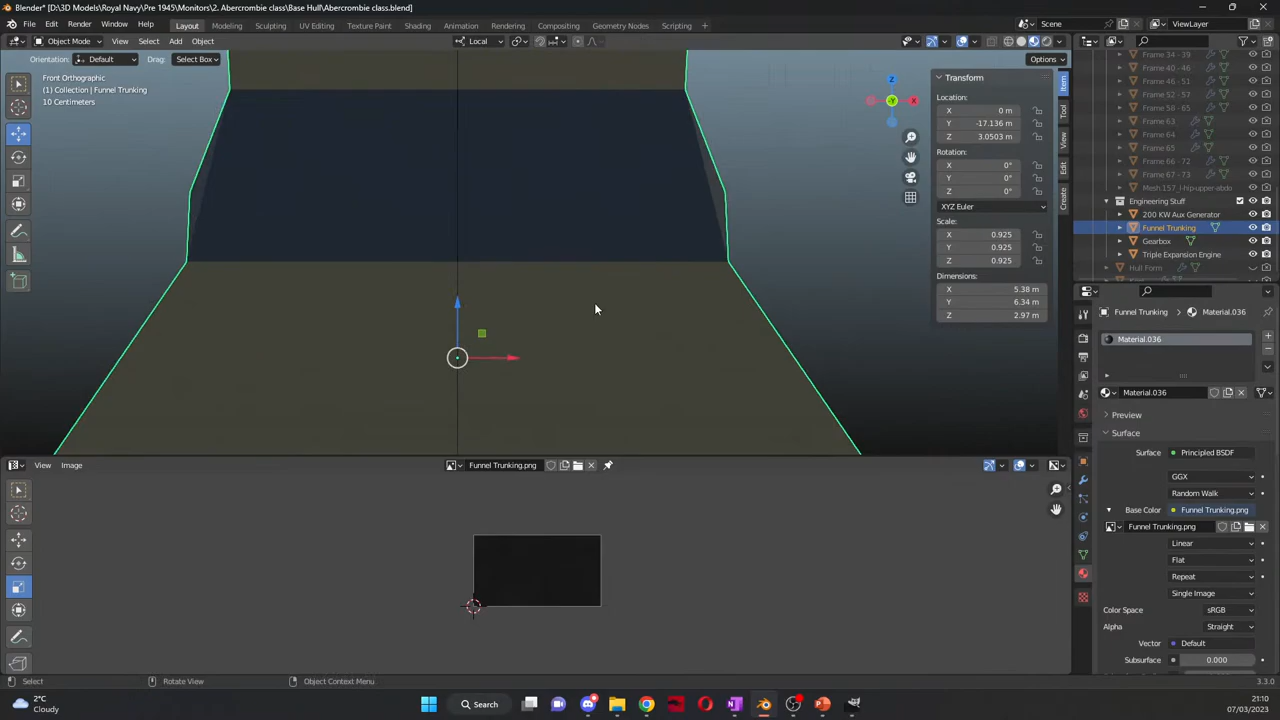 Blender* [D:\3D Models\Royal Navy\Pre 1945\Monitors\2. Abercrombie class\Base Hull\Abercrombie class.blend]
File Edit Render Window Help Layout Modeling Sculpting UV Editing Texture Paint Shading Animation Rendering Compositing Geometry Nodes Scripting + Scene ViewLayer
Object Mode View Select Add Object Local
Orientation: Default Drag: Select Box Options
Front Orthographic
(1) Collection | Funnel Trunking
10 Centimeters
Z
X
-Y
Transform
Location:
X 0 m
Y -17.136 m
Z 3.0503 m
Rotation:
X 0°
Y 0°
Z 0°
XYZ Euler
Scale:
X 0.925
Y 0.925
Z 0.925
Dimensions:
X 5.38 m
Y 6.34 m
Z 2.97 m
Item
Tool
View
Edit
Create
Frame 34 - 39
Frame 40 - 46
Frame 46 - 51
Frame 52 - 57
Frame 58 - 65
Frame 63
Frame 64
Frame 65
Frame 66 - 72
Frame 67 - 73
Mesh.157_l-hip-upper-abdo
Engineering Stuff
200 KW Aux Generator
Funnel Trunking
Gearbox
Triple Expansion Engine
Hull Form
Funnel Trunking Material.036
Material.036
Material.036
Preview
Surface
Surface Principled BSDF
GGX
Random Walk
Base Color Funnel Trunking.png
Funnel Trunking.png
Linear
Flat
Repeat
Single Image
Color Space sRGB
Alpha Straight
Vector Default
Subsurface 0.000
View Image Funnel Trunking.png
Select Rotate View Object Context Menu 3.3.0
2°C
Cloudy
Search
21:10
07/03/2023